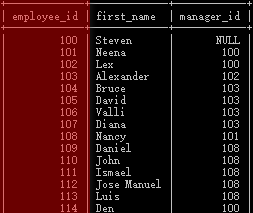 employee_id | first_name | manager_id
100 | Steven | NULL
101 | Neena | 100
102 | Lex | 100
103 | Alexander | 102
104 | Bruce | 103
105 | David | 103
106 | Valli | 103
107 | Diana | 103
108 | Nancy | 101
109 | Daniel | 108
110 | John | 108
111 | Ismael | 108
112 | Jose Manuel | 108
113 | Luis | 108
114 | Den | 100